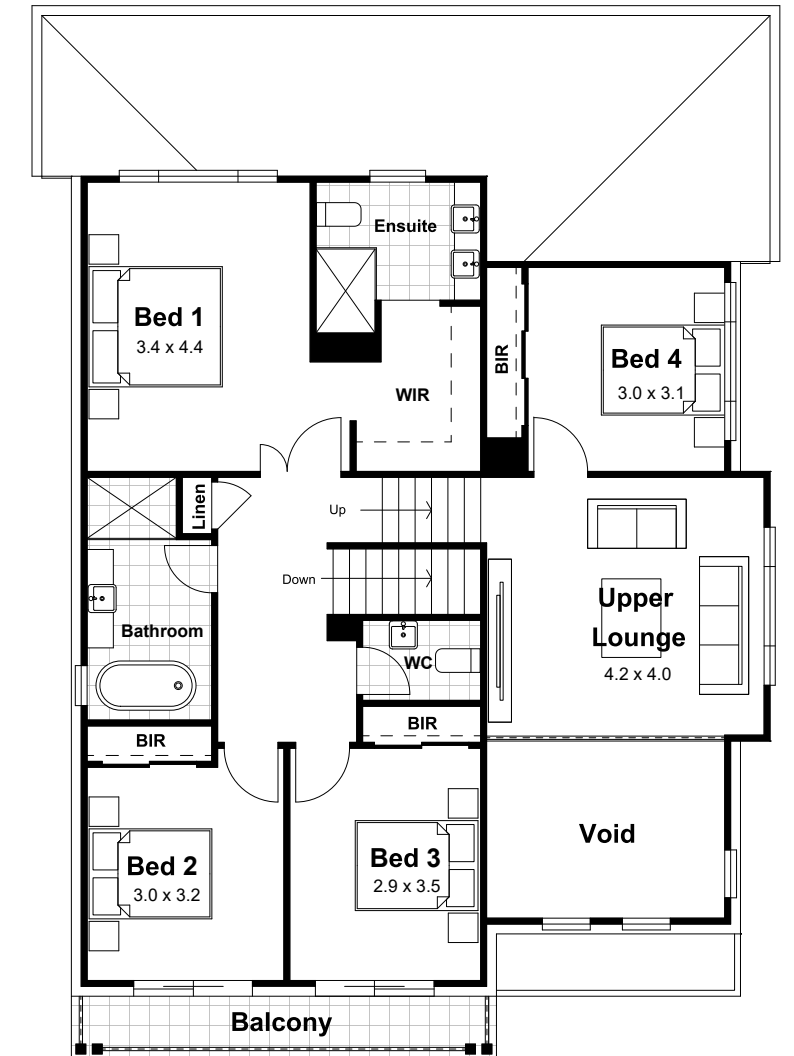 Ensuite
Bed 1
3.4 x 4.4
BIR
Bed 4
3.0 x 3.1
WIR
Linen
Up
Down
Upper
Lounge
4.2 x 4.0
Bathroom
WC
BIR
BIR
Void
Bed 2
3.0 x 3.2
Bed 3
2.9 x 3.5
Balcony